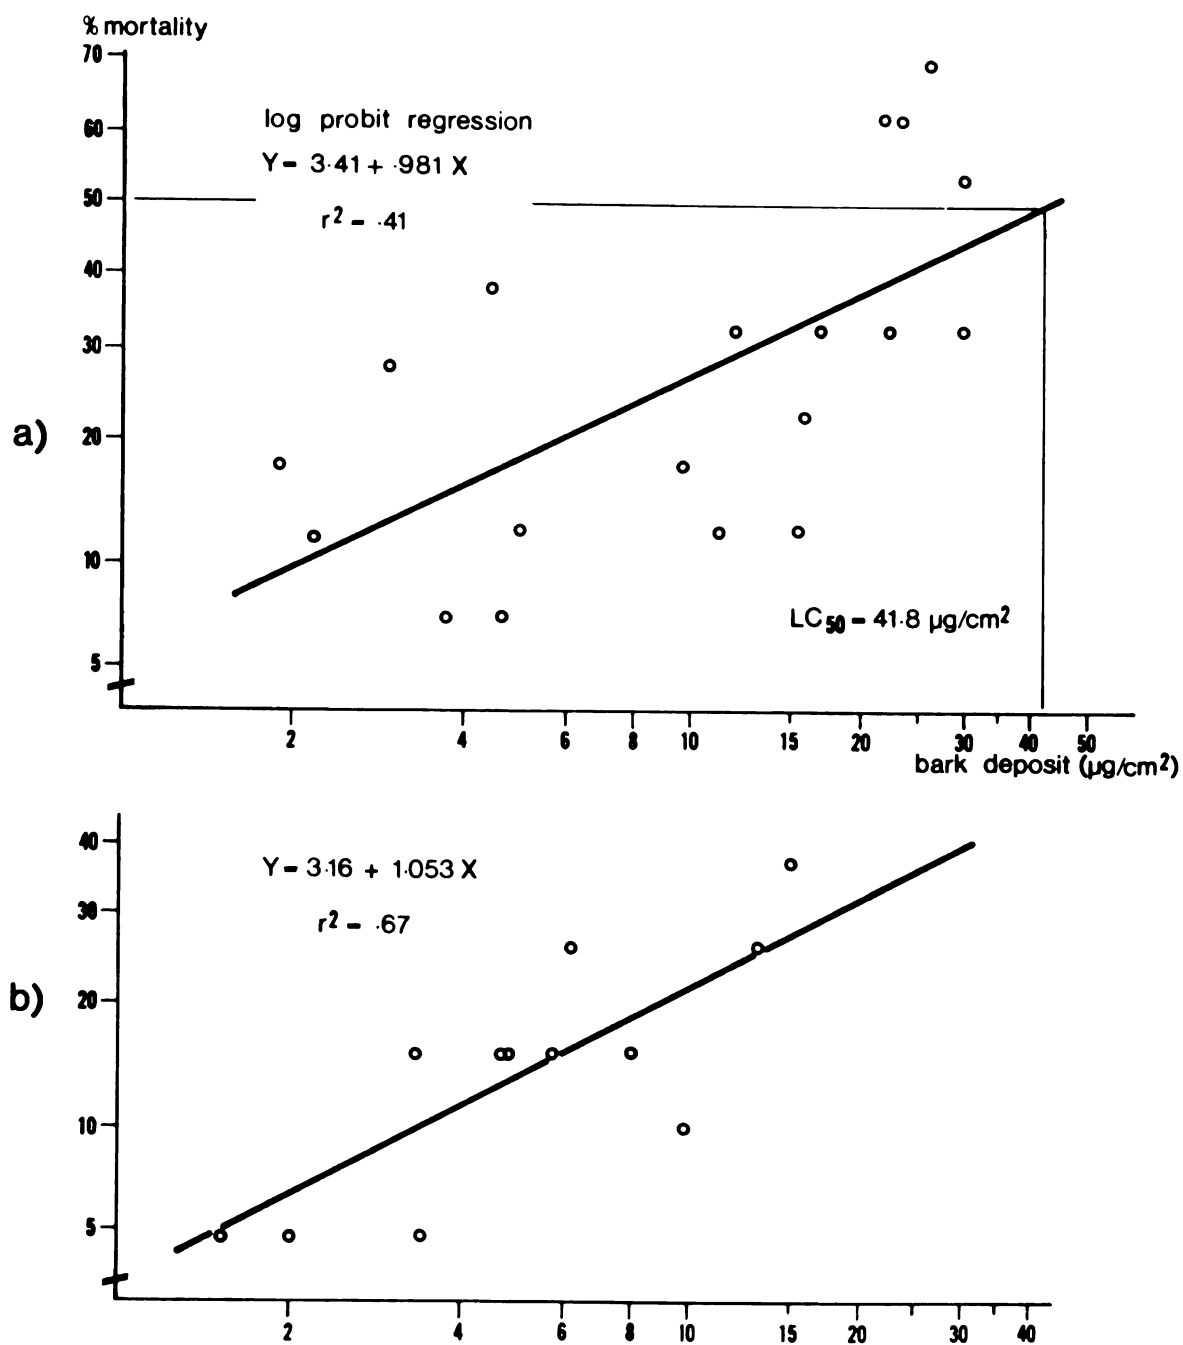 % mortality
70
60
50
40
30
20
10
5
log probit regression
Y= 3·41 + ·981 X
r² = ·41
a)
LC₅₀ = 41·8 µg/cm²
2 4 6 8 10 15 20 30 40 50
bark deposit (µg/cm²)
40
30
20
10
5
Y= 3·16 + 1·053 X
r² = ·67
b)
2 4 6 8 10 15 20 30 40